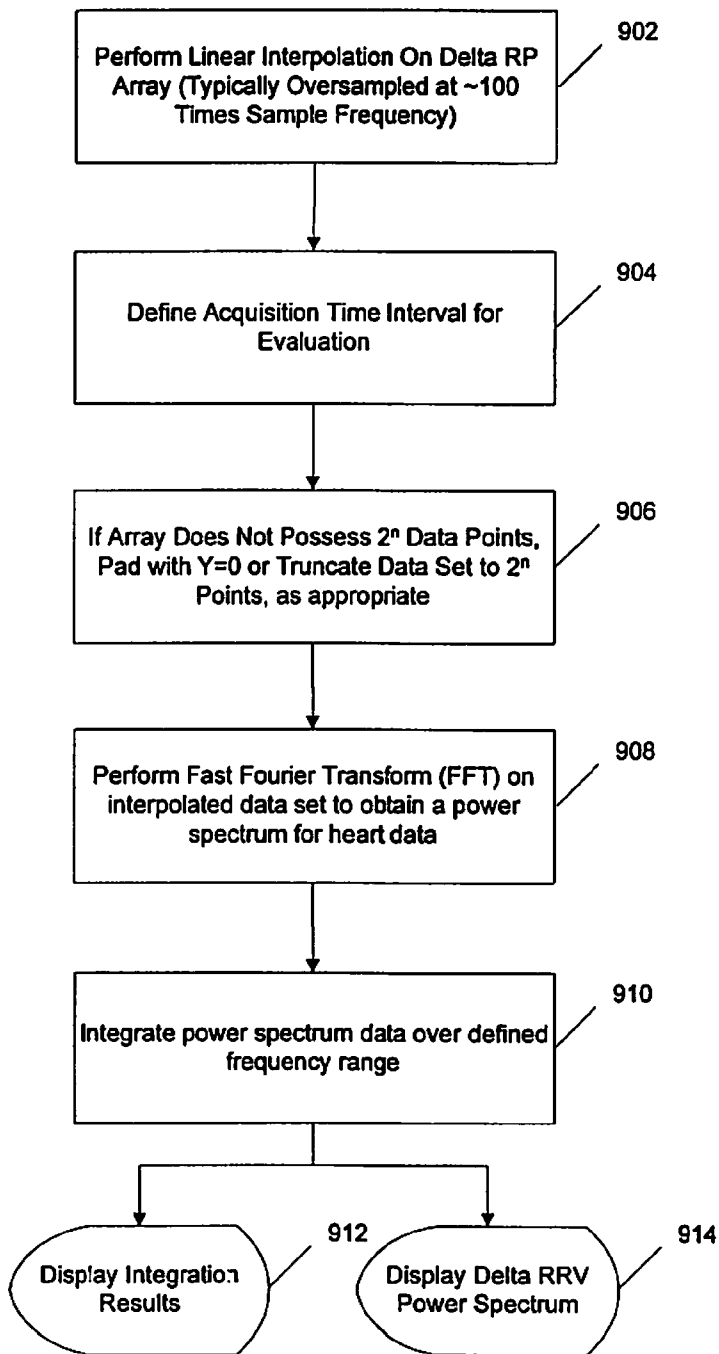 902
Perform Linear Interpolation On Delta RP
Array (Typically Oversampled at ~100
Times Sample Frequency)
904
Define Acquisition Time Interval for
Evaluation
906
If Array Does Not Possess 2ⁿ Data Points,
Pad with Y=0 or Truncate Data Set to 2ⁿ
Points, as appropriate
908
Perform Fast Fourier Transform (FFT) on
interpolated data set to obtain a power
spectrum for heart data
910
Integrate power spectrum data over defined
frequency range
912
Display Integration
Results
914
Display Delta RRV
Power Spectrum